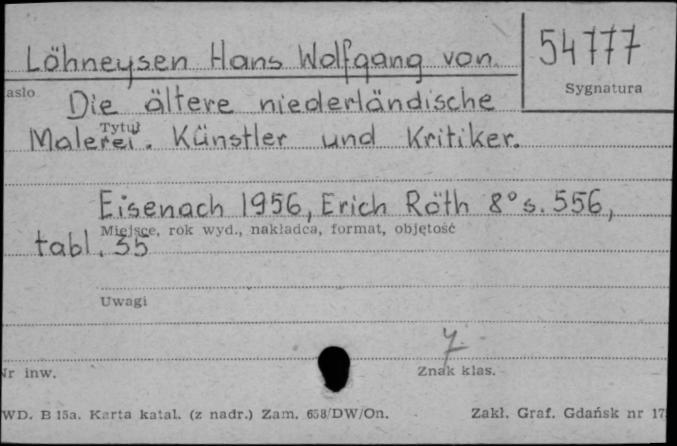 Löhneysen Hans Wolfgang von
54777
asło
Sygnatura
Die ältere niederländische
Tytuł
Malerei. Künstler und Kritiker.
Eisenach 1956, Erich Röth 8° s. 556,
Miejsce, rok wyd., nakładca, format, objętość
tabl. 35
Uwagi
Nr inw.
Znak klas.
WD. B 15a. Karta katal. (z nadr.) Zam. 658/DW/On.
Zakł. Graf. Gdańsk nr 17